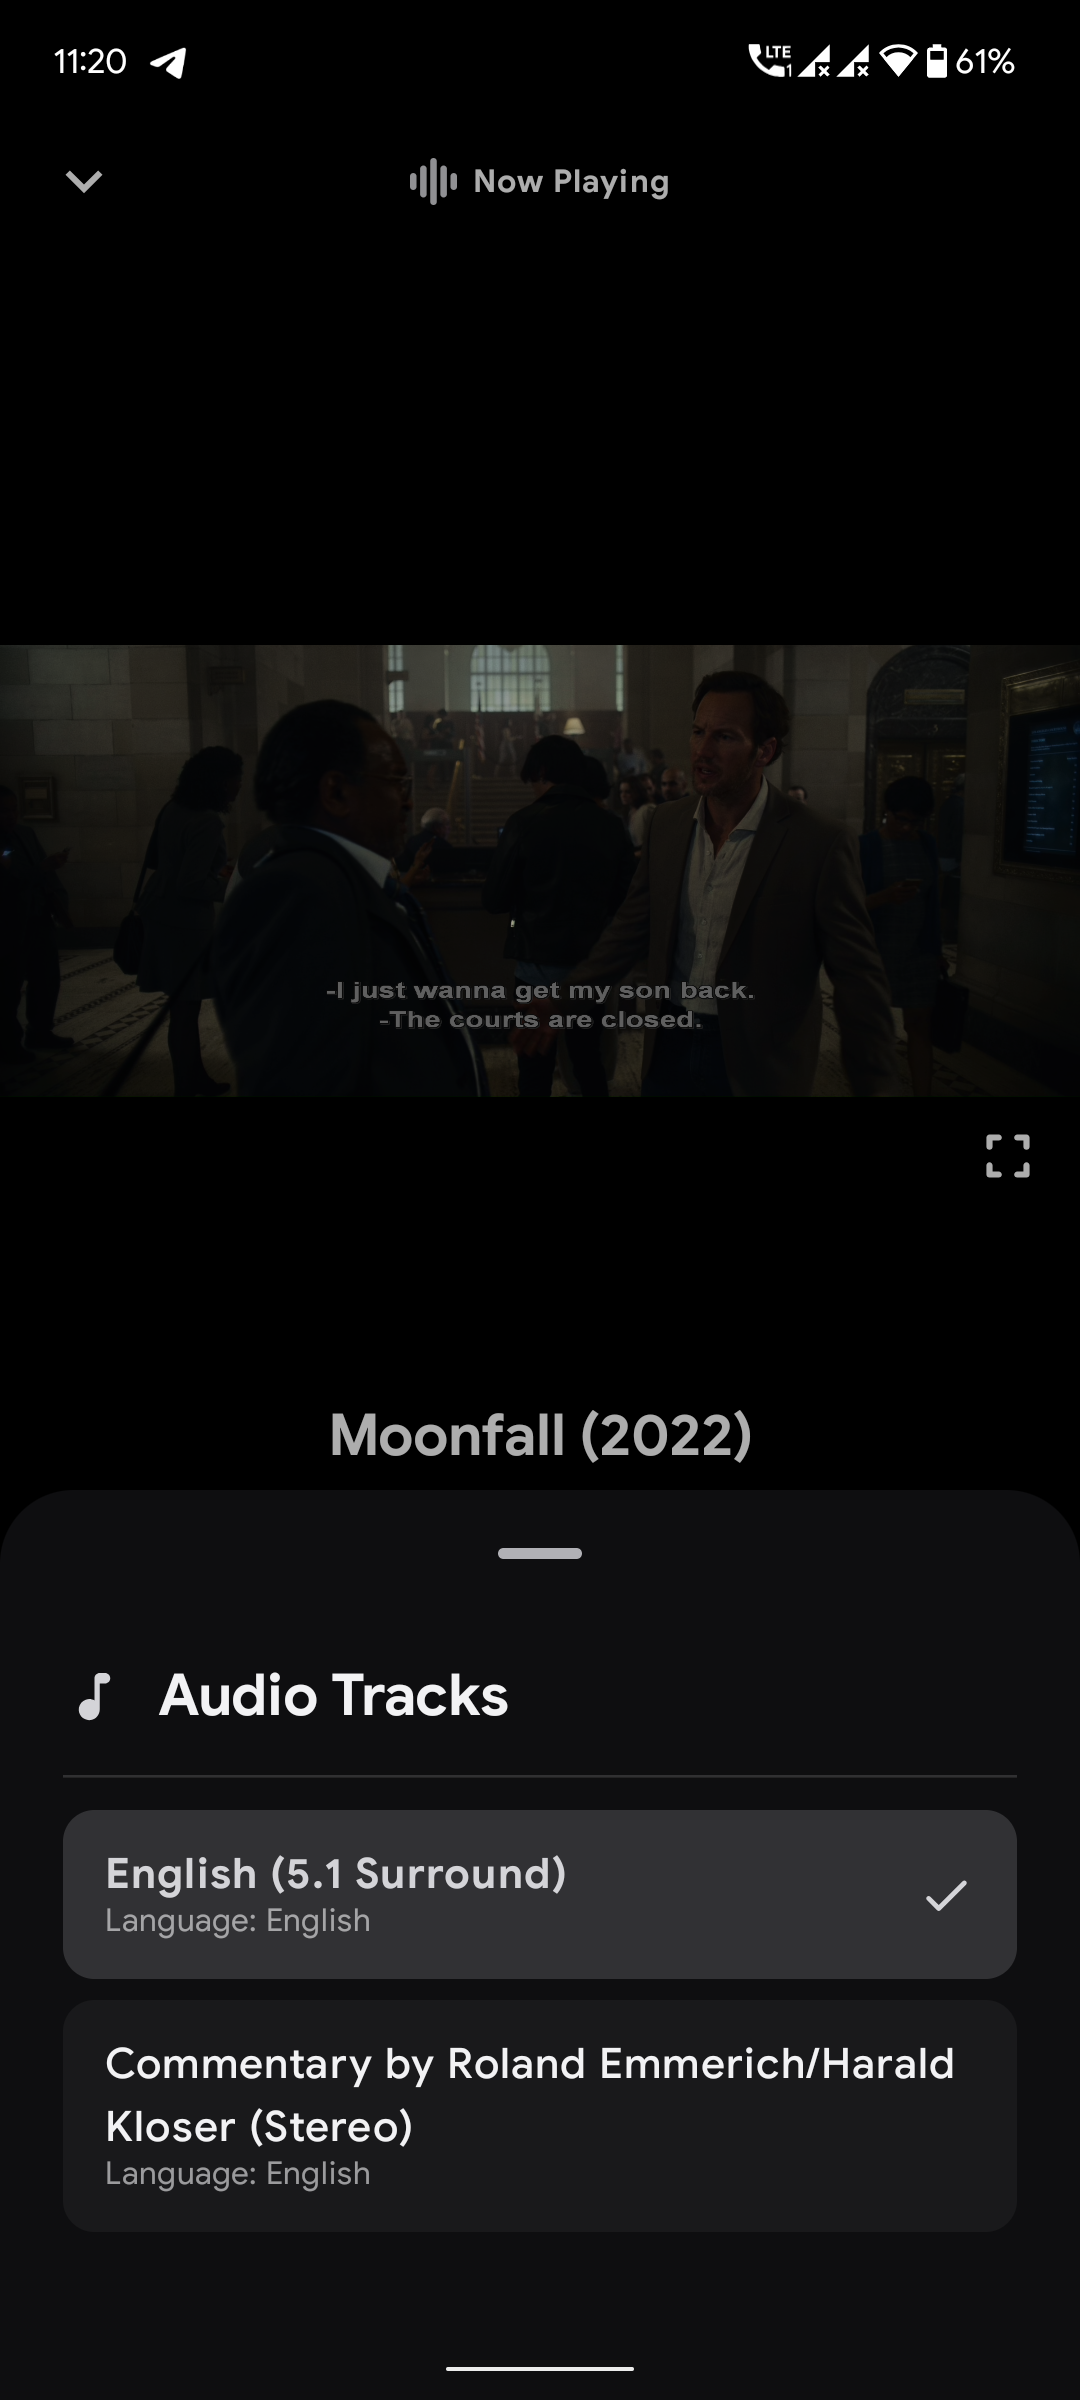 11:20
LTE
1
61%
Now Playing
-I just wanna get my son back.
-The courts are closed.
Moonfall (2022)
Audio Tracks
English (5.1 Surround)
Language: English
Commentary by Roland Emmerich/Harald
Kloser (Stereo)
Language: English